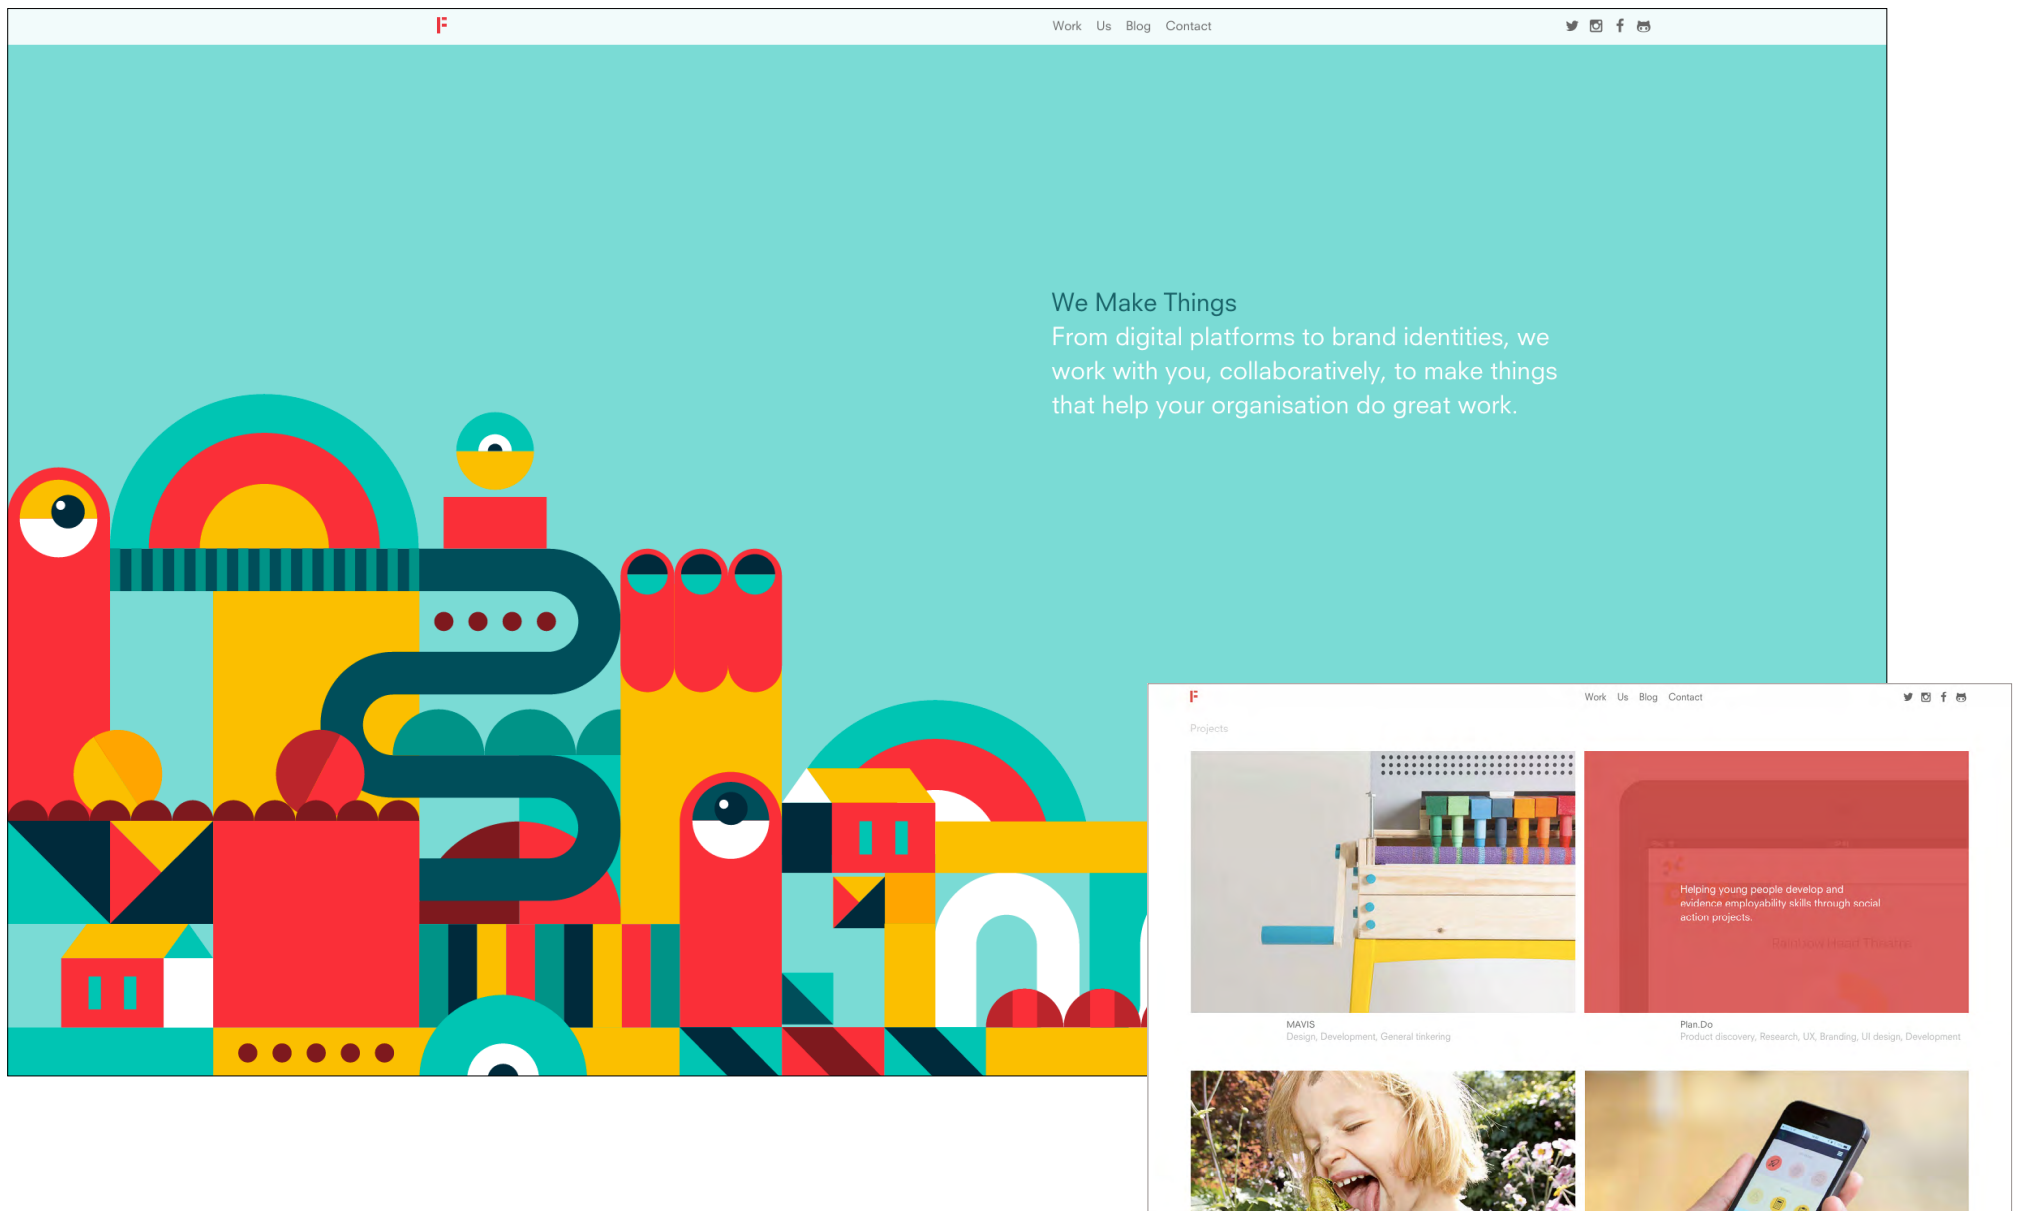 F
Work Us Blog Contact
We Make Things
From digital platforms to brand identities, we
work with you, collaboratively, to make things
that help your organisation do great work.
F
Work Us Blog Contact
Projects
Helping young people develop and
evidence employability skills through social
action projects.
Rainbow Hand Theatre
MAVIS
Design, Development, General tinkering
Plan.Do
Product discovery, Research, UX, Branding, UI design, Development